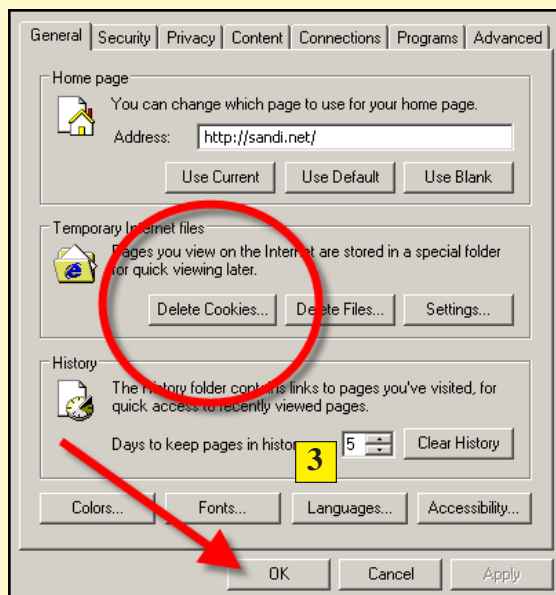 General Security Privacy Content Connections Programs Advanced
Home page
You can change which page to use for your home page.
Address: http://sandi.net/
Use Current Use Default Use Blank
Temporary Internet files
Pages you view on the Internet are stored in a special folder
for quick viewing later.
Delete Cookies... Delete Files... Settings...
History
The History folder contains links to pages you've visited, for
quick access to recently viewed pages.
Days to keep pages in history 5 Clear History
3
Colors... Fonts... Languages... Accessibility...
OK Cancel Apply